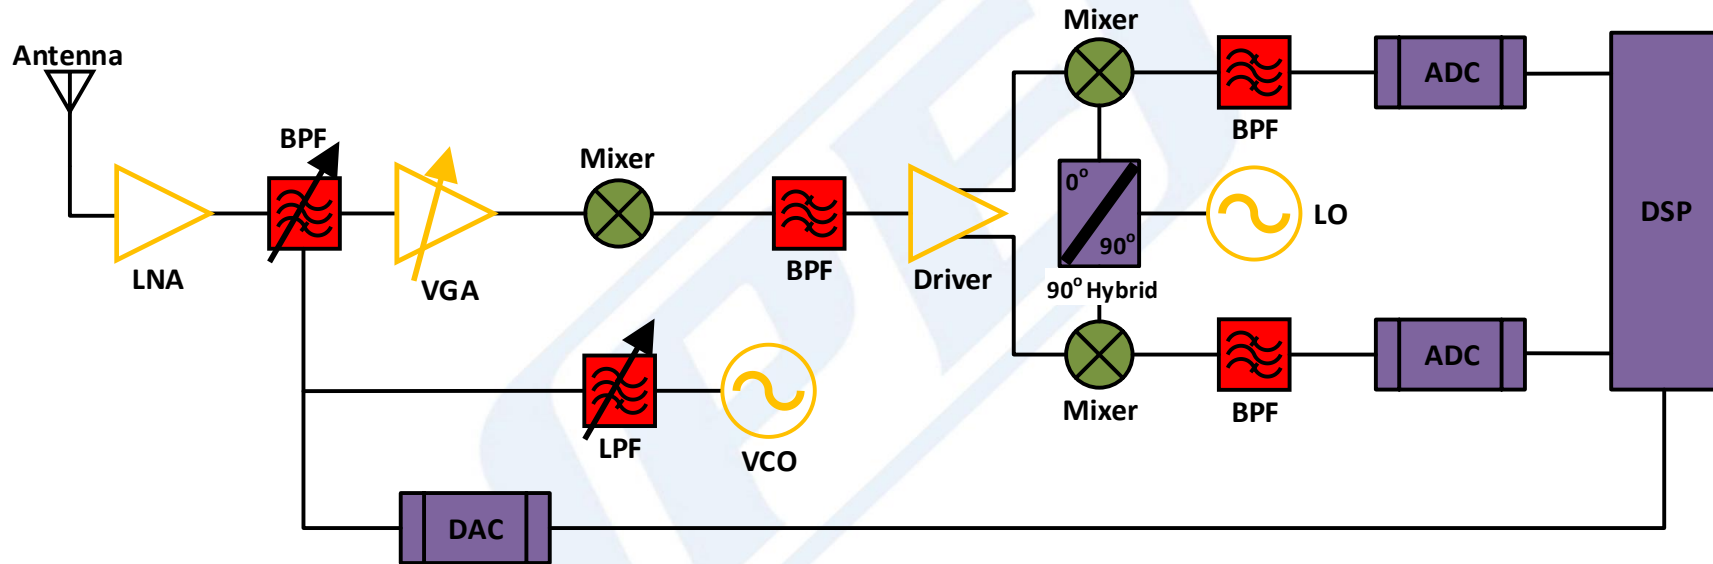 Mixer
Antenna
ADC
BPF
BPF
Mixer
0°
LO
DSP
90°
LNA
VGA
BPF
Driver
90° Hybrid
ADC
Mixer
BPF
LPF
VCO
DAC